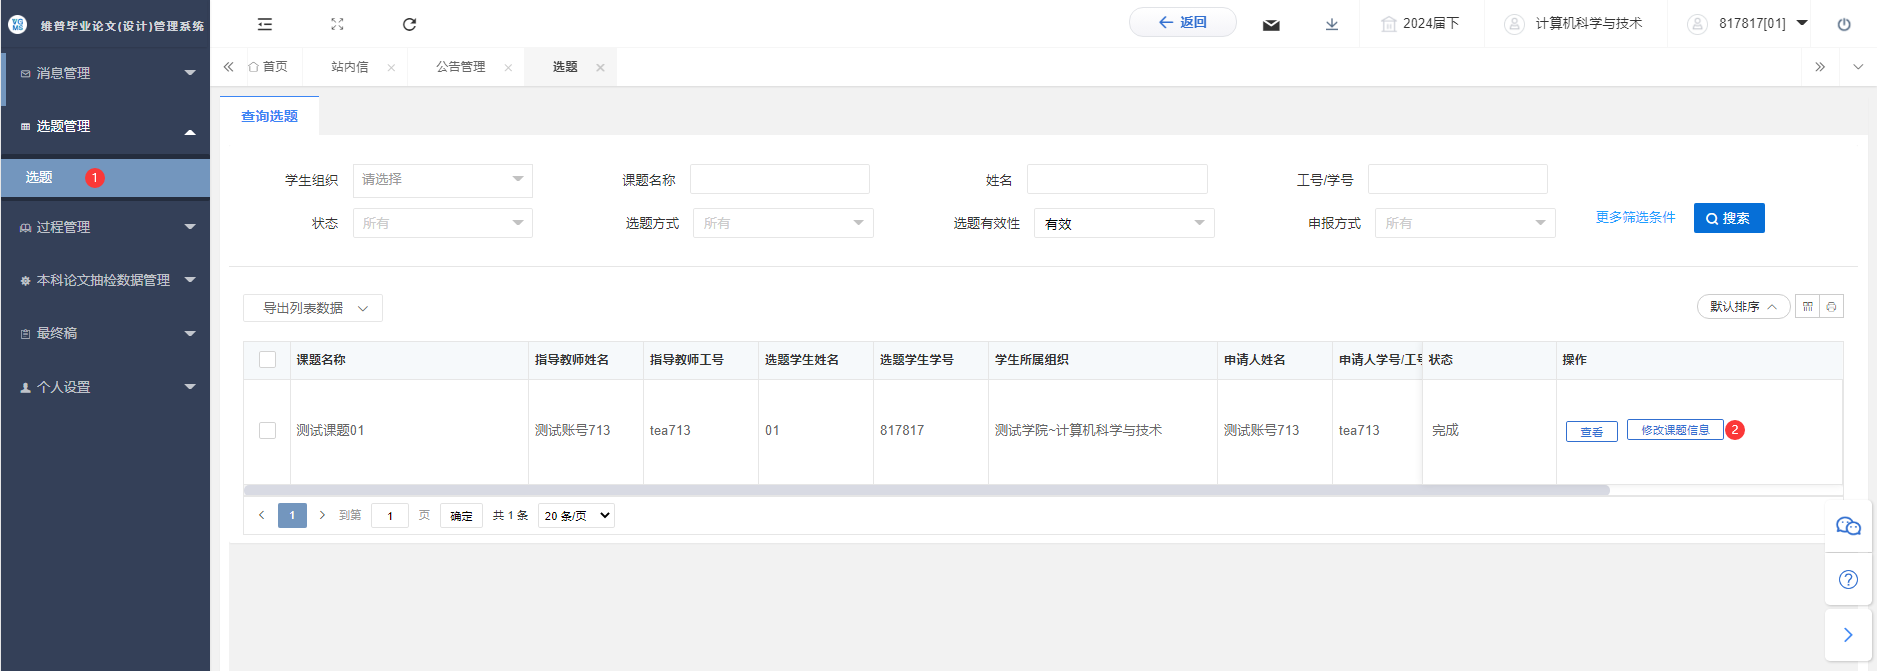 维普毕业论文(设计)管理系统
返回
2024届下
计算机科学与技术
817817[01]
首页
站内信
公告管理
选题
消息管理
选题管理
选题 1
过程管理
本科论文抽检数据管理
最终稿
个人设置
查询选题
学生组织 请选择
课题名称
姓名
工号/学号
状态 所有
选题方式 所有
选题有效性 有效
申报方式 所有
更多筛选条件
搜索
导出列表数据
默认排序
课题名称 指导教师姓名 指导教师工号 选题学生姓名 选题学生学号 学生所属组织 申请人姓名 申请人学号/工号 状态 操作
测试课题01 测试账号713 tea713 01 817817 测试学院~计算机科学与技术 测试账号713 tea713 完成 查看 修改课题信息 2
1 到第 1 页 确定 共 1 条 20 条/页